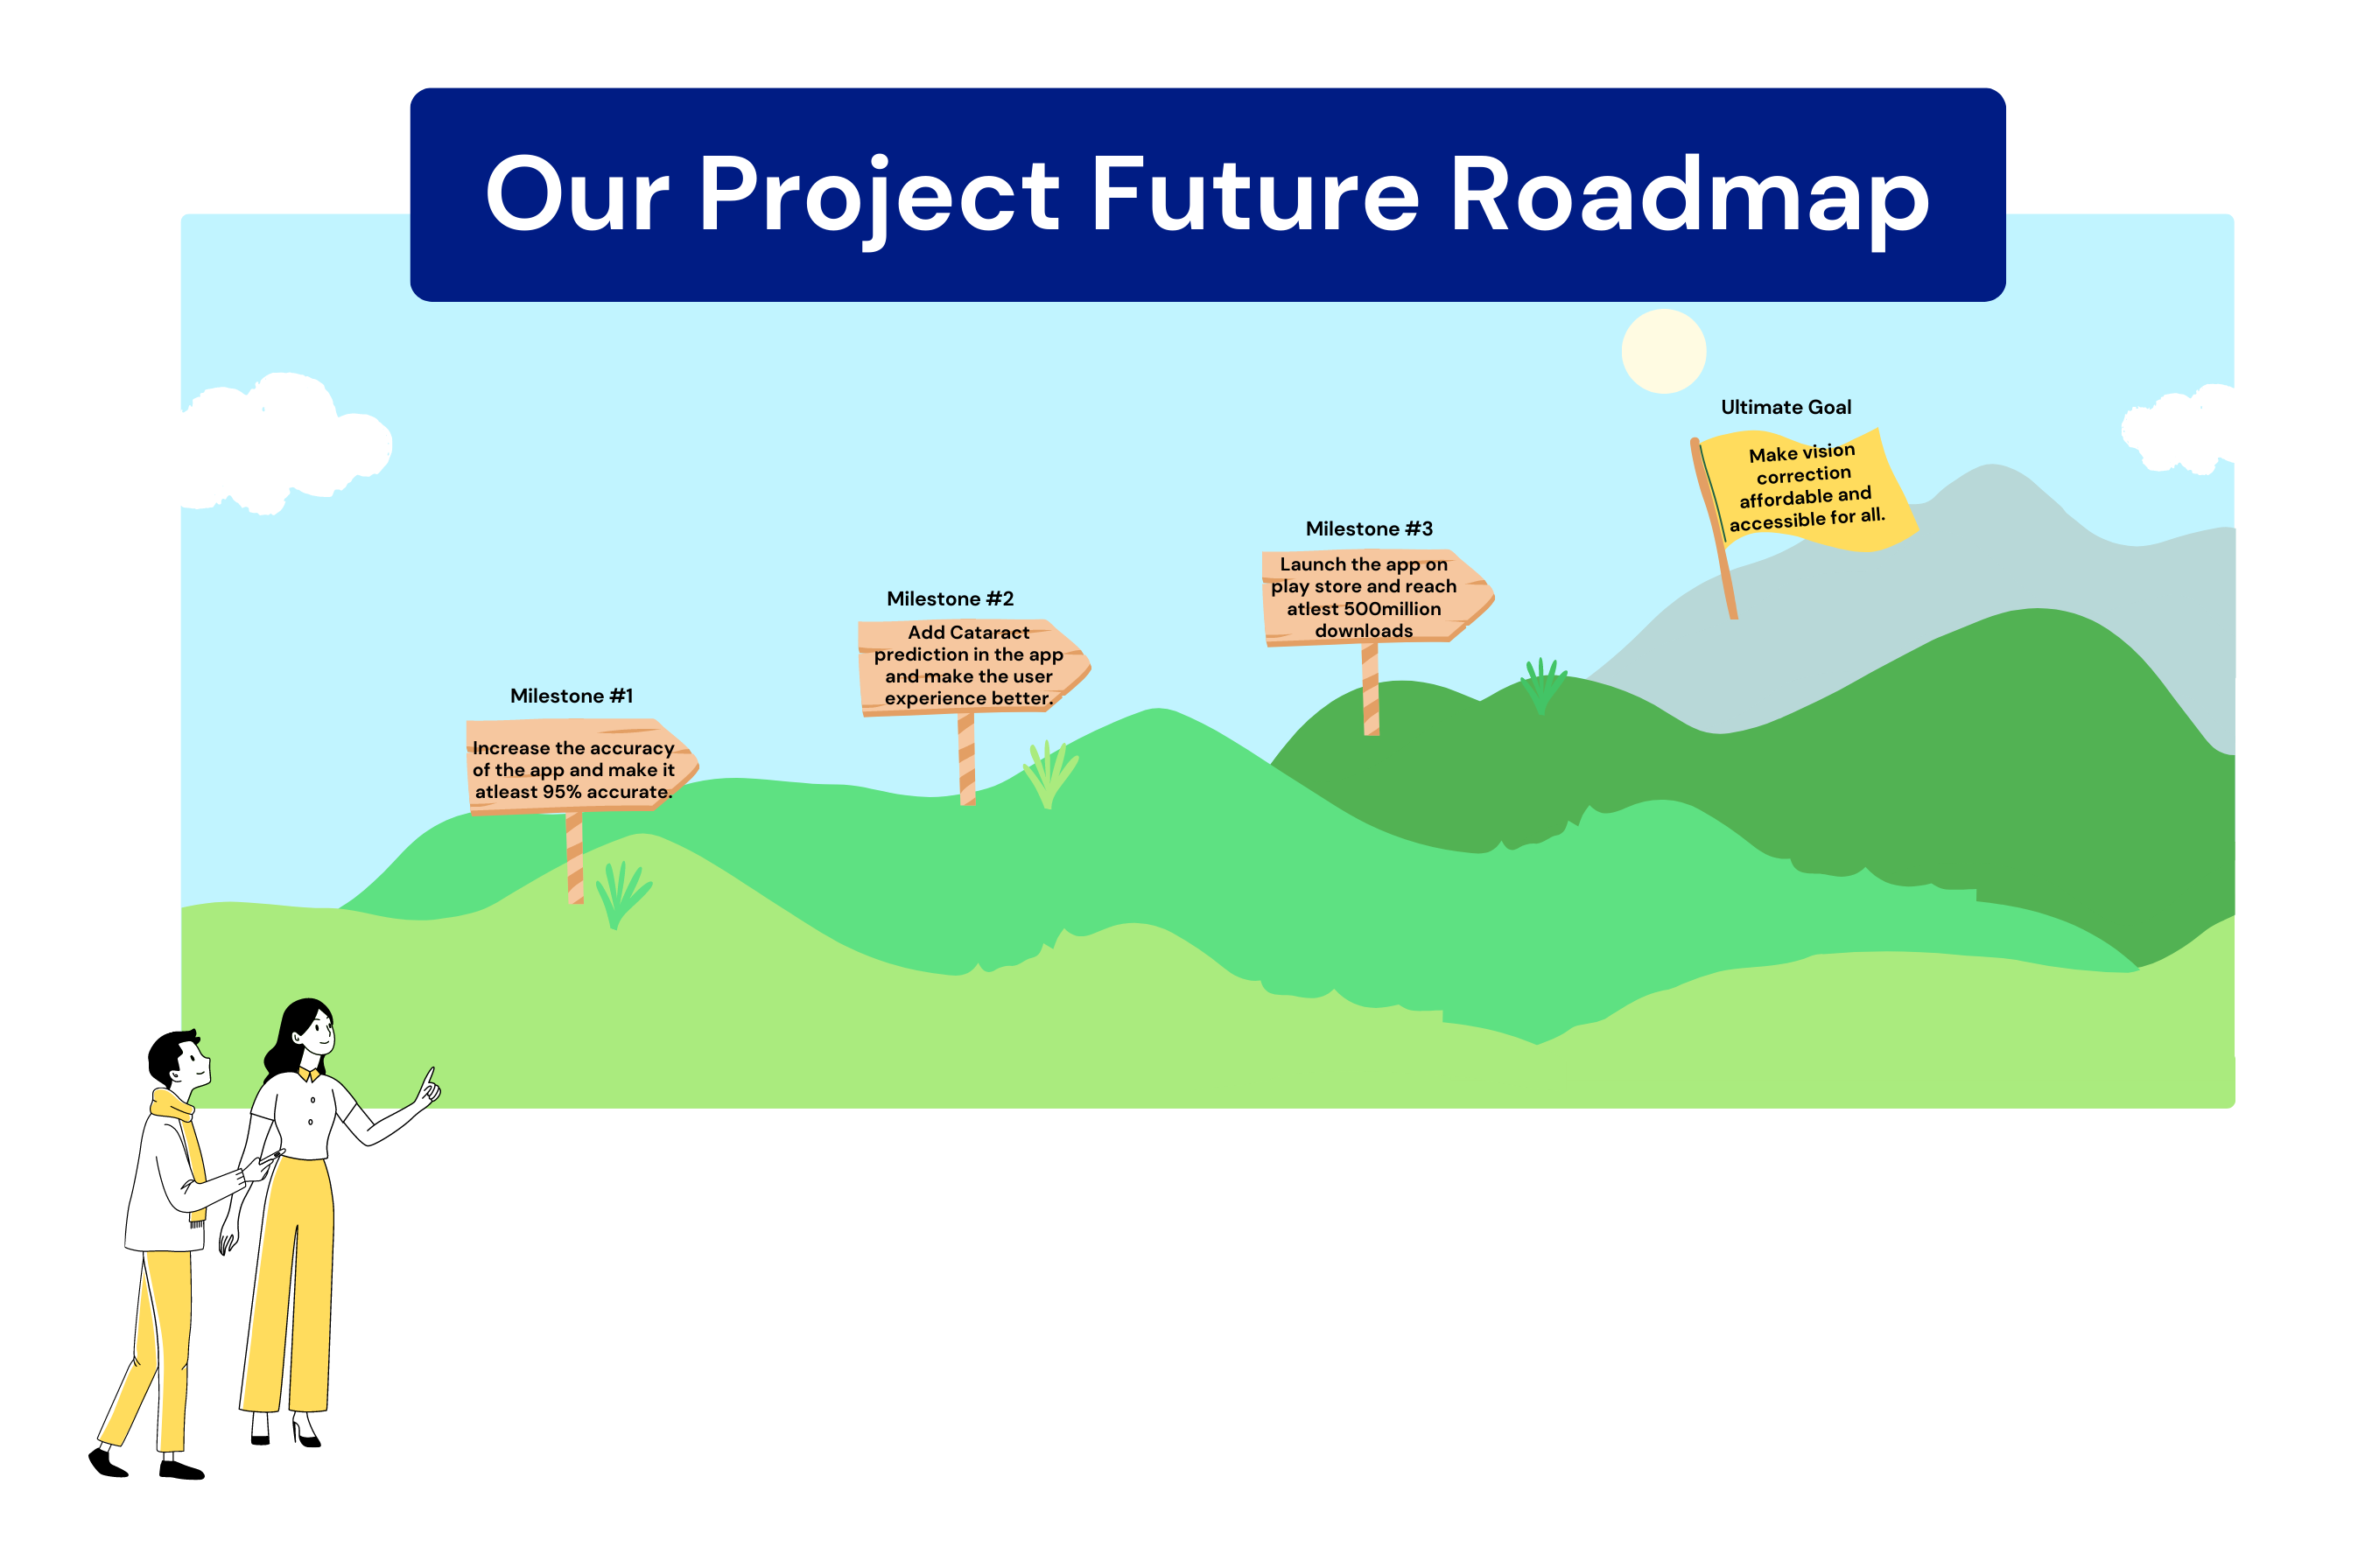 Our Project Future Roadmap
Milestone #1
Increase the accuracy
of the app and make it
atleast 95% accurate.
Milestone #2
Add Cataract
prediction in the app
and make the user
experience better.
Milestone #3
Launch the app on
play store and reach
atlest 500million
downloads
Ultimate Goal
Make vision
correction
affordable and
accessible for all.